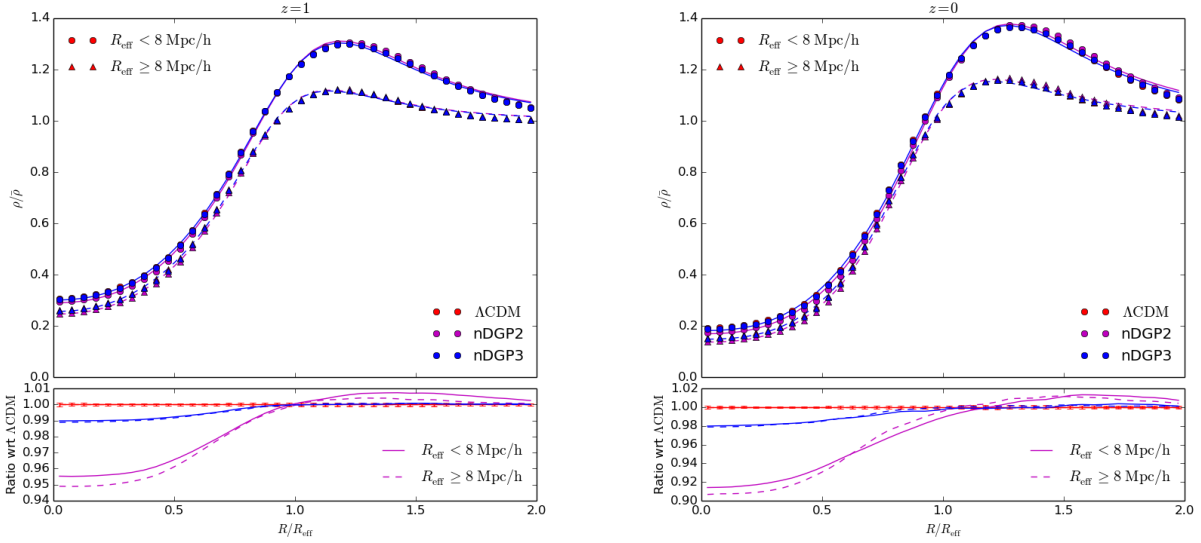 z=1
1.4
1.2
1.0
0.8
0.6
0.4
0.2
0.0
ρ/ρ̄
R_eff < 8 Mpc/h
R_eff ≥ 8 Mpc/h
ΛCDM
nDGP2
nDGP3
1.01
1.00
0.99
0.98
0.97
0.96
0.95
0.94
Ratio wrt ΛCDM
R_eff < 8 Mpc/h
R_eff ≥ 8 Mpc/h
0.0 0.5 1.0 1.5 2.0
R/R_eff
z=0
1.4
1.2
1.0
0.8
0.6
0.4
0.2
0.0
ρ/ρ̄
R_eff < 8 Mpc/h
R_eff ≥ 8 Mpc/h
ΛCDM
nDGP2
nDGP3
1.02
1.00
0.98
0.96
0.94
0.92
0.90
Ratio wrt ΛCDM
R_eff < 8 Mpc/h
R_eff ≥ 8 Mpc/h
0.0 0.5 1.0 1.5 2.0
R/R_eff